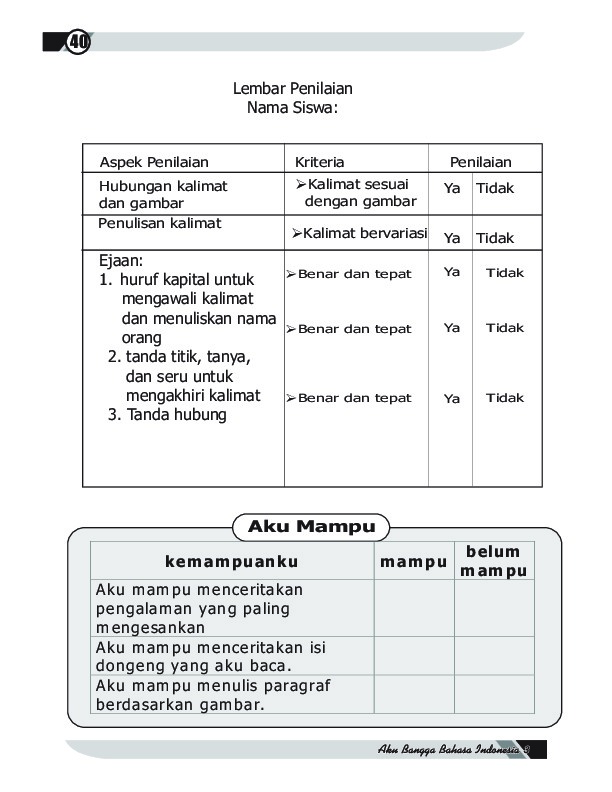 40
Lembar Penilaian
Nama Siswa:
Aspek Penilaian Kriteria Penilaian
Hubungan kalimat
dan gambar
➢Kalimat sesuai
dengan gambar
Ya Tidak
Penulisan kalimat
➢Kalimat bervariasi
Ya Tidak
Ejaan:
1. huruf kapital untuk
mengawali kalimat
dan menuliskan nama
orang
➢Benar dan tepat Ya Tidak
➢Benar dan tepat Ya Tidak
2. tanda titik, tanya,
dan seru untuk
mengakhiri kalimat
➢Benar dan tepat Ya Tidak
3. Tanda hubung
Aku Mampu
kemampuanku mampu belum
mampu
Aku mampu menceritakan
pengalaman yang paling
mengesankan
Aku mampu menceritakan isi
dongeng yang aku baca.
Aku mampu menulis paragraf
berdasarkan gambar.
Aku Bangga Bahasa Indonesia 3